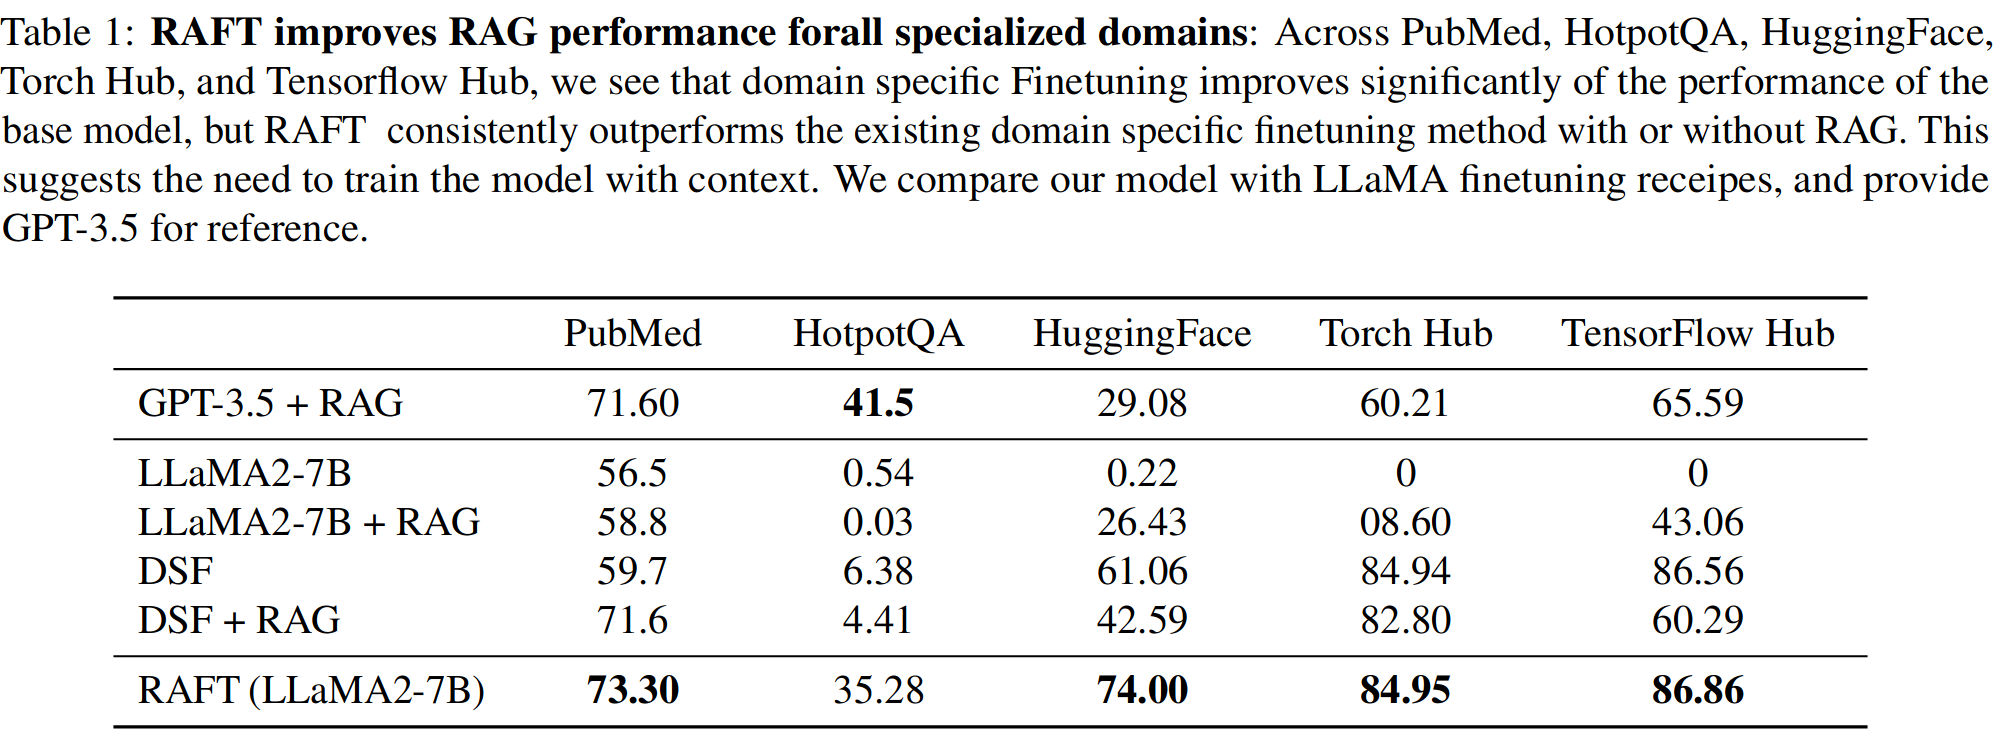 Table 1: RAFT improves RAG performance forall specialized domains: Across PubMed, HotpotQA, HuggingFace,
Torch Hub, and Tensorflow Hub, we see that domain specific Finetuning improves significantly of the performance of the
base model, but RAFT consistently outperforms the existing domain specific finetuning method with or without RAG. This
suggests the need to train the model with context. We compare our model with LLaMA finetuning receipes, and provide
GPT-3.5 for reference.
PubMed HotpotQA HuggingFace Torch Hub TensorFlow Hub
GPT-3.5 + RAG 71.60 41.5 29.08 60.21 65.59
LLaMA2-7B 56.5 0.54 0.22 0 0
LLaMA2-7B + RAG 58.8 0.03 26.43 08.60 43.06
DSF 59.7 6.38 61.06 84.94 86.56
DSF + RAG 71.6 4.41 42.59 82.80 60.29
RAFT (LLaMA2-7B) 73.30 35.28 74.00 84.95 86.86